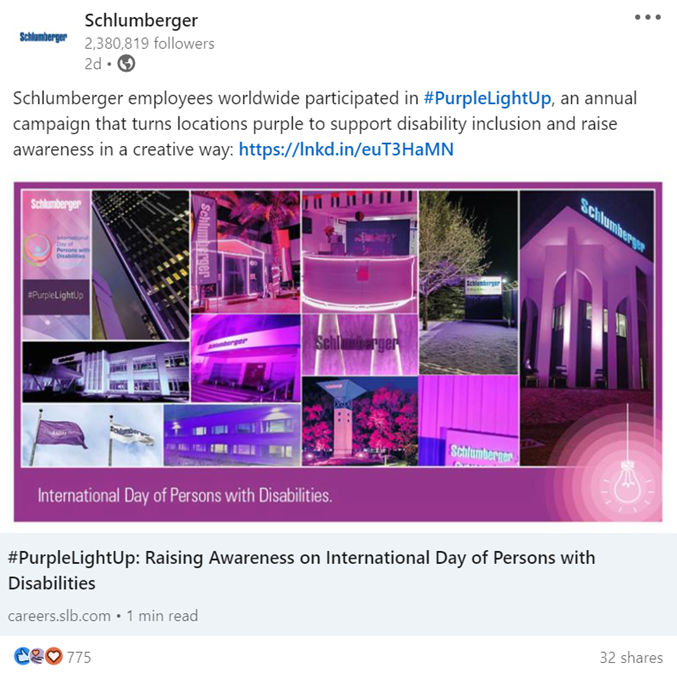 Schlumberger
Schlumberger
2,380,819 followers
2d •
Schlumberger employees worldwide participated in #PurpleLightUp, an annual
campaign that turns locations purple to support disability inclusion and raise
awareness in a creative way: https://lnkd.in/euT3HaMN
Schlumberger
International
Day of
Persons with
Disabilities
#PurpleLightUp
Schlumberger
Schlumberger
Schlumberger
Schlumberger
Schlumberger
Schlumberger
Schlumberger
Schlumberger
International Day of Persons with Disabilities.
#PurpleLightUp: Raising Awareness on International Day of Persons with
Disabilities
careers.slb.com • 1 min read
775
32 shares